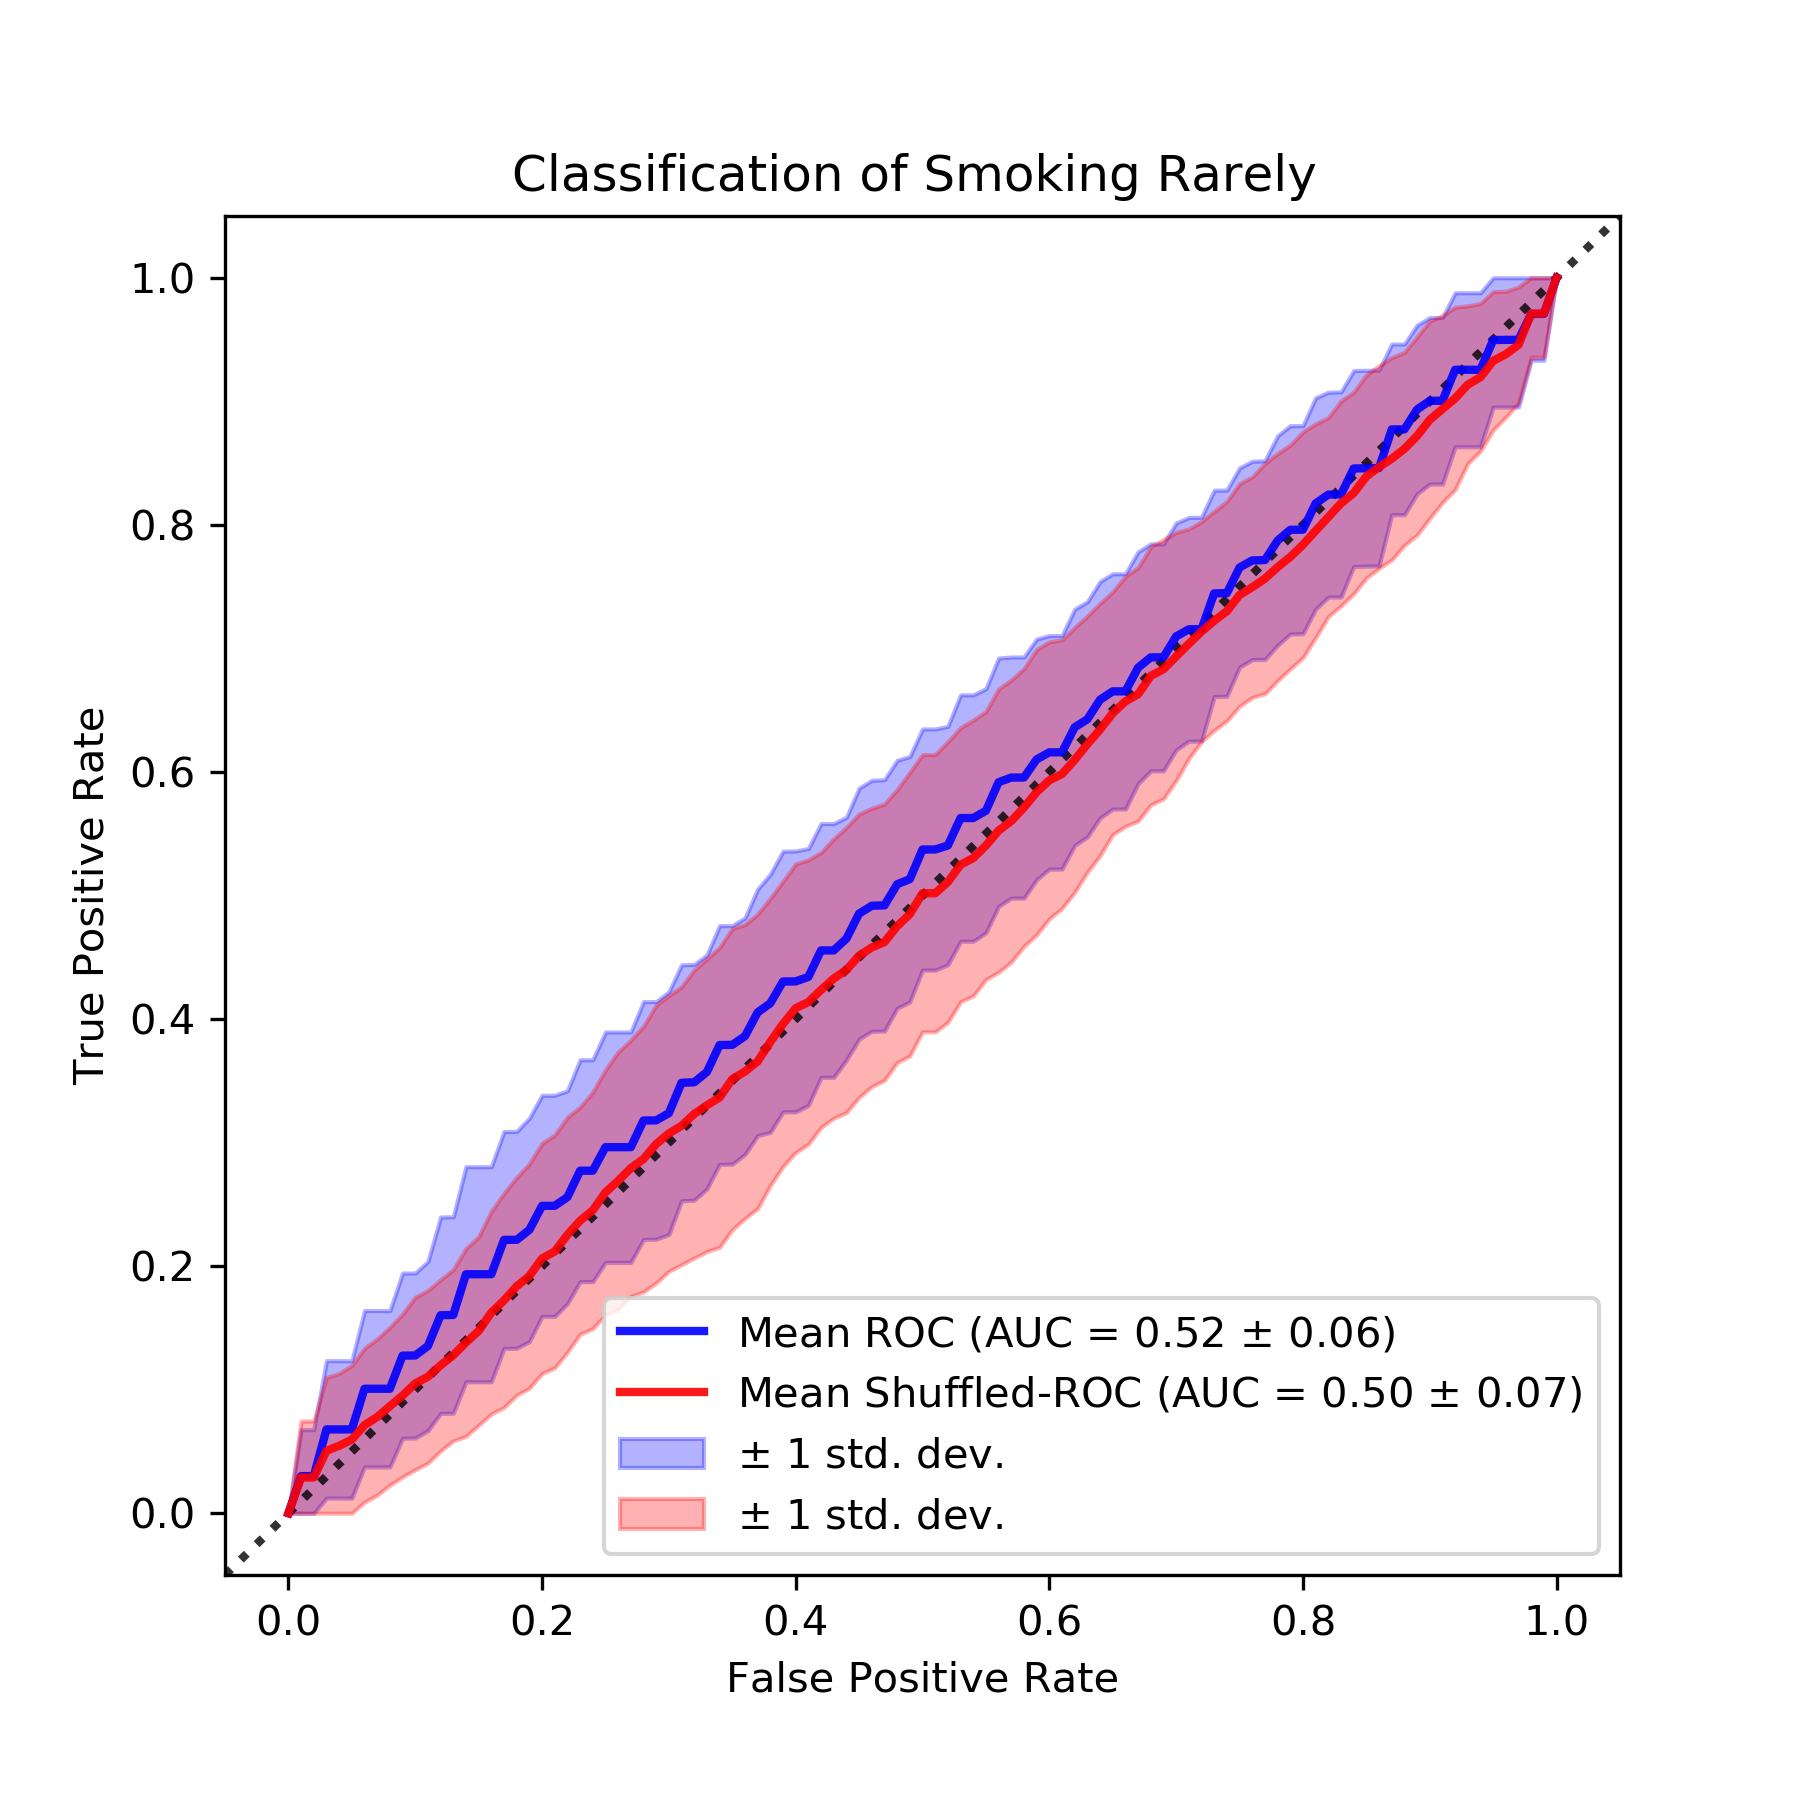 Classification of Smoking Rarely
1.0
0.8
0.6
0.4
0.2
0.0
True Positive Rate
Mean ROC (AUC = 0.52 ± 0.06)
Mean Shuffled-ROC (AUC = 0.50 ± 0.07)
± 1 std. dev.
± 1 std. dev.
0.0 0.2 0.4 0.6 0.8 1.0
False Positive Rate